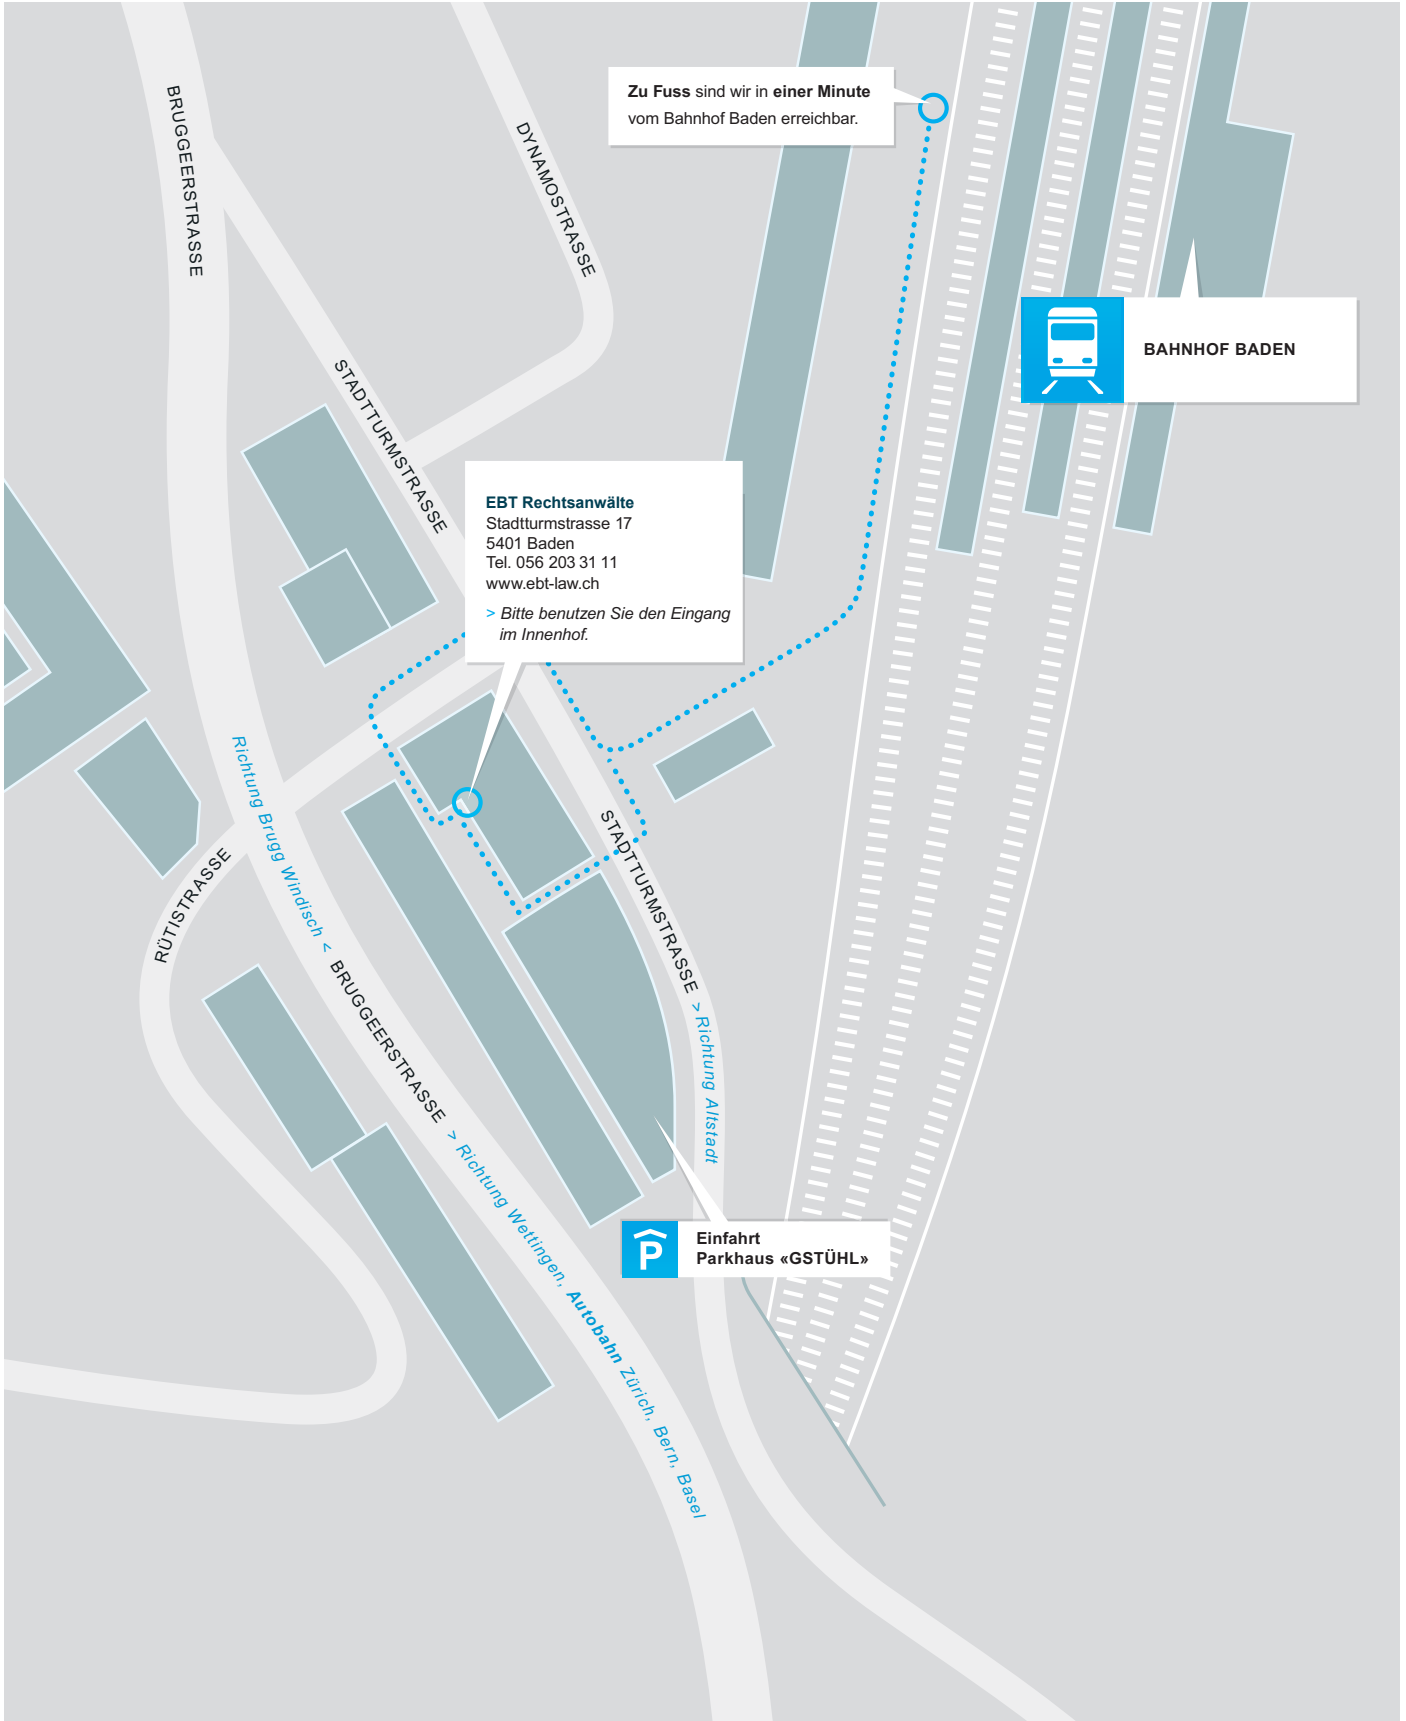 BRUGGEERSTRASSE
DYNAMOSTRASSE
Zu Fuss sind wir in einer Minute
vom Bahnhof Baden erreichbar.
BAHNHOF BADEN
STADTTURMSTRASSE
EBT Rechtsanwälte
Stadtturmstrasse 17
5401 Baden
Tel. 056 203 31 11
www.ebt-law.ch
> Bitte benutzen Sie den Eingang
im Innenhof.
RÜTISTRASSE
Richtung Brugg Windisch < BRUGGEERSTRASSE > Richtung Wettingen, Autobahn Zürich, Bern, Basel
STADTTURMSTRASSE > Richtung Altstadt
P
Einfahrt
Parkhaus «GSTÜHL»